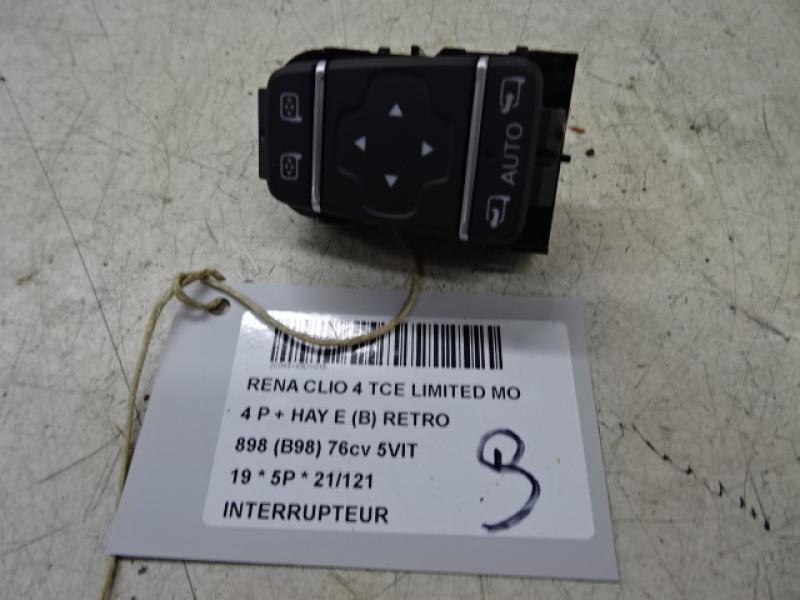 AUTO
RENA CLIO 4 TCE LIMITED MO
4 P + HAY E (B) RETRO
898 (B98) 76cv 5VIT
19 * 5P * 21/121
INTERRUPTEUR